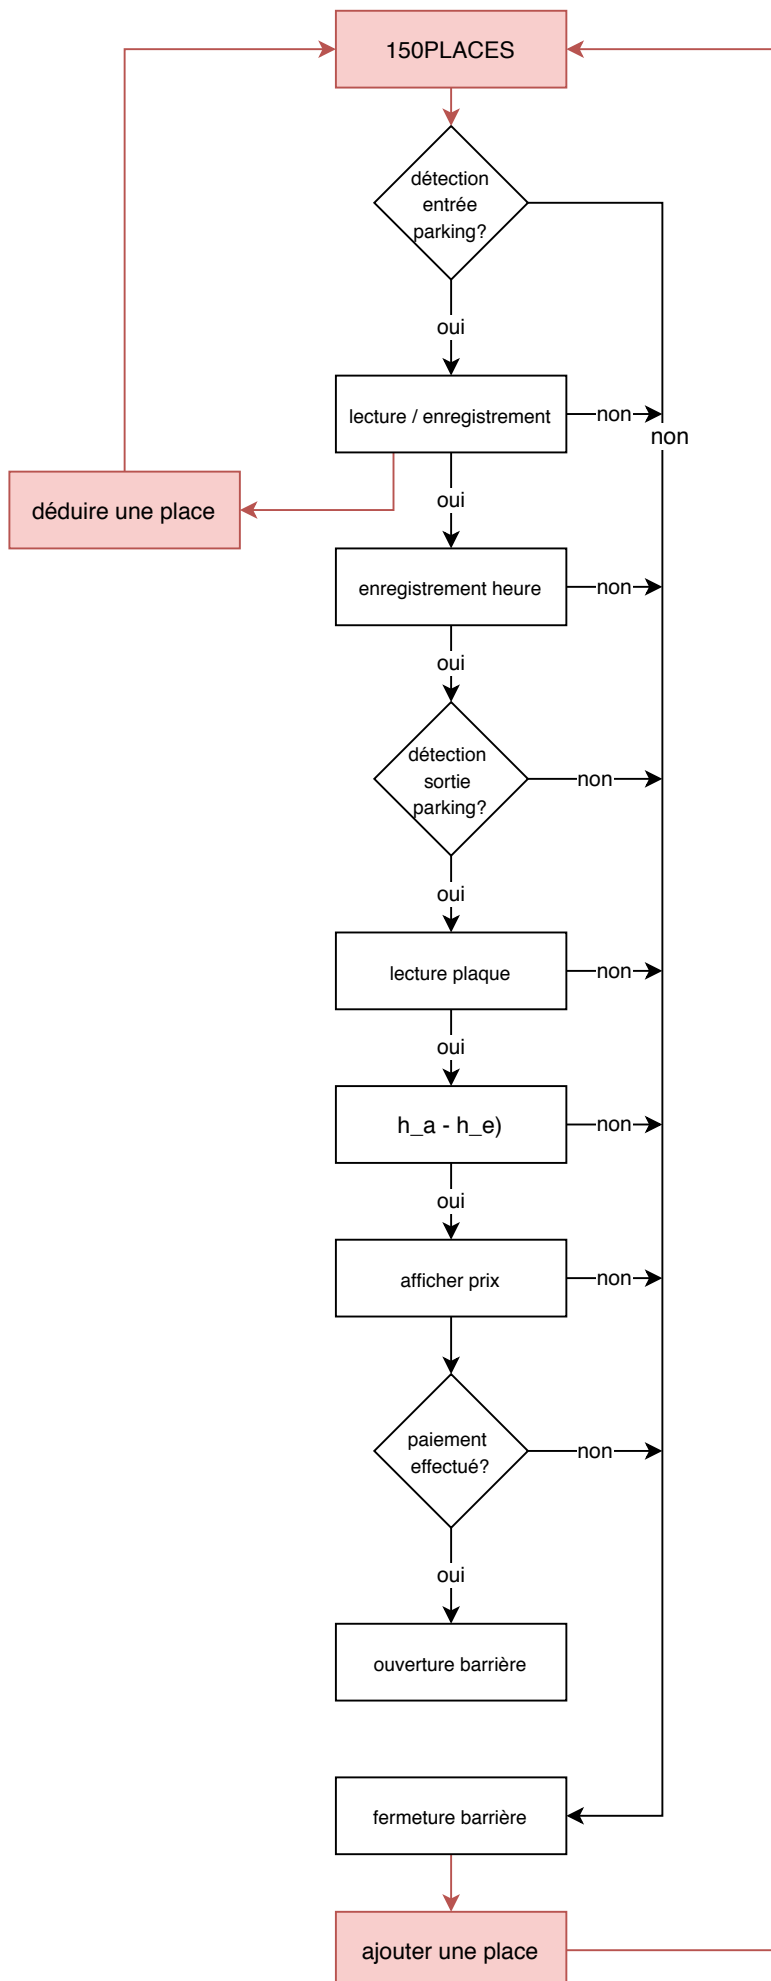 150PLACES
détection
entrée
parking?
oui
lecture / enregistrement
non
non
déduire une place
oui
enregistrement heure
non
oui
détection
sortie
parking?
non
oui
lecture plaque
non
oui
h_a - h_e)
non
oui
afficher prix
non
paiement
effectué?
non
oui
ouverture barrière
fermeture barrière
ajouter une place